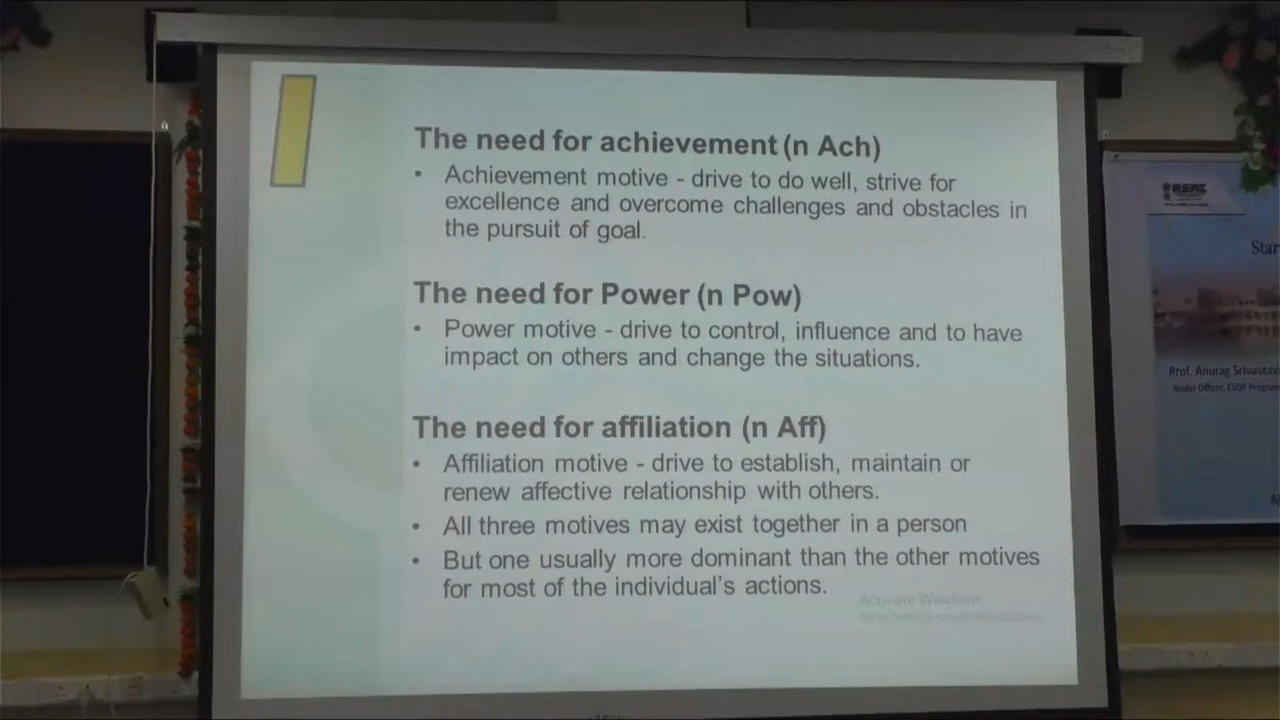 The need for achievement (n Ach)
• Achievement motive - drive to do well, strive for
excellence and overcome challenges and obstacles in
the pursuit of goal.
The need for Power (n Pow)
• Power motive - drive to control, influence and to have
impact on others and change the situations.
The need for affiliation (n Aff)
• Affiliation motive - drive to establish, maintain or
renew affective relationship with others.
• All three motives may exist together in a person
• But one usually more dominant than the other motives
for most of the individual's actions.
Activate Windows
Star
Prof. Anurag Srivastav
Nodel Officer, ESOP Program